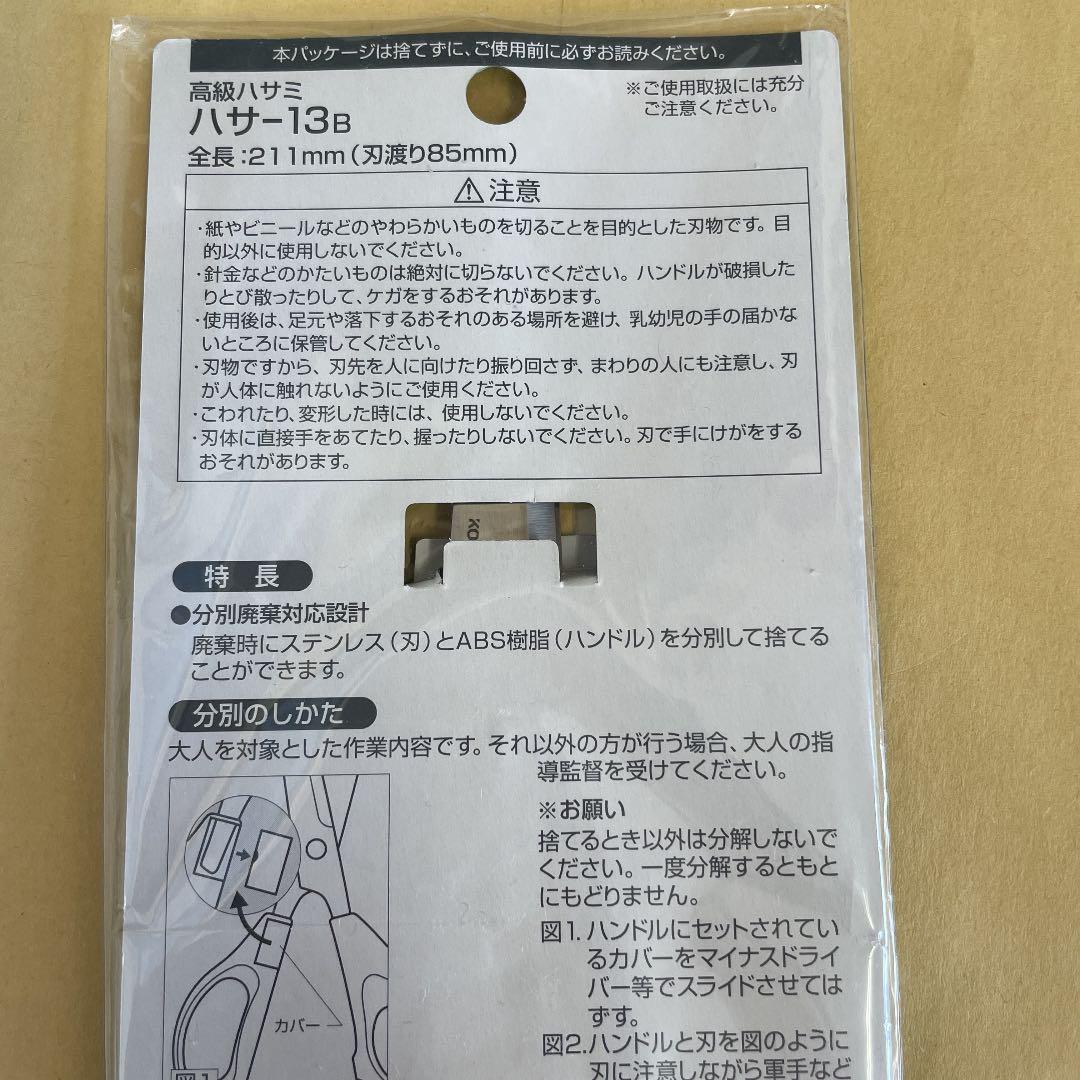 本パッケージは捨てずに、ご使用前に必ずお読みください。
高級ハサミ
ハサー13B
全長:211mm(刃渡り85mm)
※ご使用取扱には充分
ご注意ください。
⚠注意
・紙やビニールなどのやわらかいものを切ることを目的とした刃物です。目
的以外に使用しないでください。
・針金などのかたいものは絶対に切らないでください。ハンドルが破損した
りとび散ったりして、ケガをするおそれがあります。
・使用後は、足元や落下するおそれのある場所を避け、乳幼児の手の届かな
いところに保管してください。
・刃物ですから、刃先を人に向けたり振り回さず、まわりの人にも注意し、刃
が人体に触れないようにご使用ください。
・こわれたり、変形した時には、使用しないでください。
・刃体に直接手をあてたり、握ったりしないでください。刃で手にけがをする
おそれがあります。
KO
特長
●分別廃棄対応設計
廃棄時にステンレス(刃)とABS樹脂(ハンドル)を分別して捨てる
ことができます。
分別のしかた
大人を対象とした作業内容です。それ以外の方が行う場合、大人の指
導監督を受けてください。
※お願い
捨てるとき以外は分解しないで
ください。一度分解するともと
にもどりません。
図1.ハンドルにセットされてい
るカバーをマイナスドライ
バー等でスライドさせては
ずす。
図2.ハンドルと刃を図のように
刃に注意しながら軍手など
カバー
図1